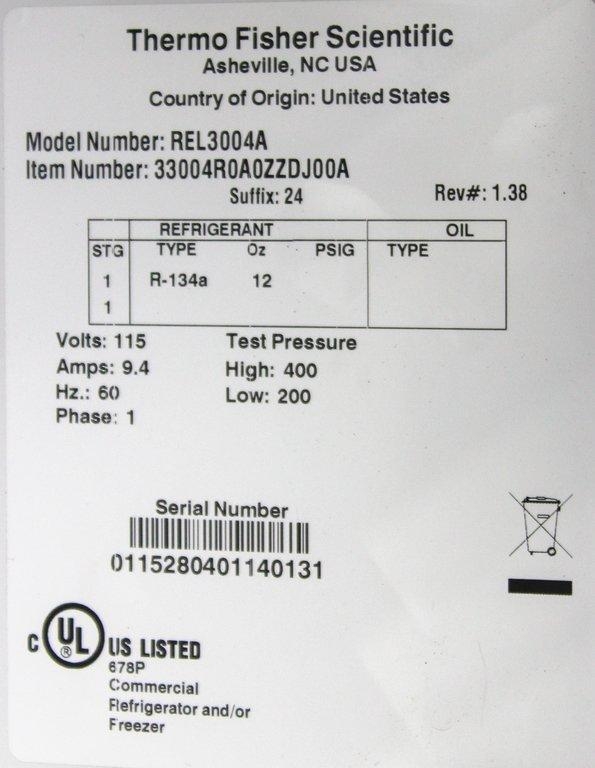 Thermo Fisher Scientific
Asheville, NC USA
Country of Origin: United States
Model Number: REL3004A
Item Number: 33004R0A0ZZDJ00A
Suffix: 24 Rev#: 1.38
REFRIGERANT OIL
STG TYPE Oz PSIG TYPE
1 R-134a 12
1
Volts: 115 Test Pressure
Amps: 9.4 High: 400
Hz.: 60 Low: 200
Phase: 1
Serial Number
0115280401140131
C UL ® US LISTED
678P
Commercial
Refrigerator and/or
Freezer